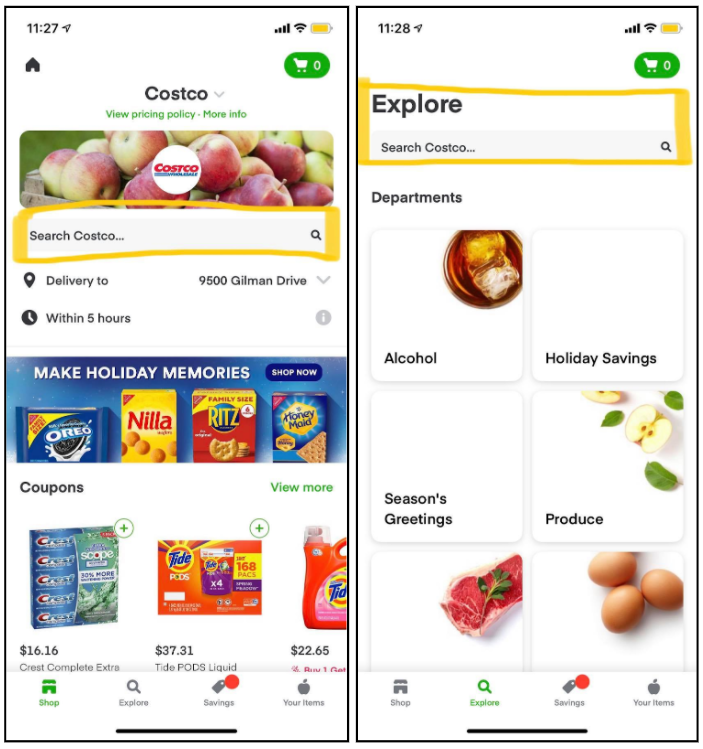 11:27
0
Costco
View pricing policy · More info
COSTCO
WHOLESALE
Search Costco...
Delivery to 9500 Gilman Drive
Within 5 hours
MAKE HOLIDAY MEMORIES SHOP NOW
OREO
Nilla
wafers
FAMILY SIZE
RITZ
Honey
Maid
Coupons View more
Crest
scope
30% MORE
Tide
PODS
x4
168
PACS
Tide
$16.16 $37.31 $22.65
Crest Complete Extra Tide PODS Liquid Buy 1 Get
Shop Explore Savings Your Items
11:28
0
Explore
Search Costco...
Departments
Alcohol Holiday Savings
Season's
Greetings
Produce
Shop Explore Savings Your Items